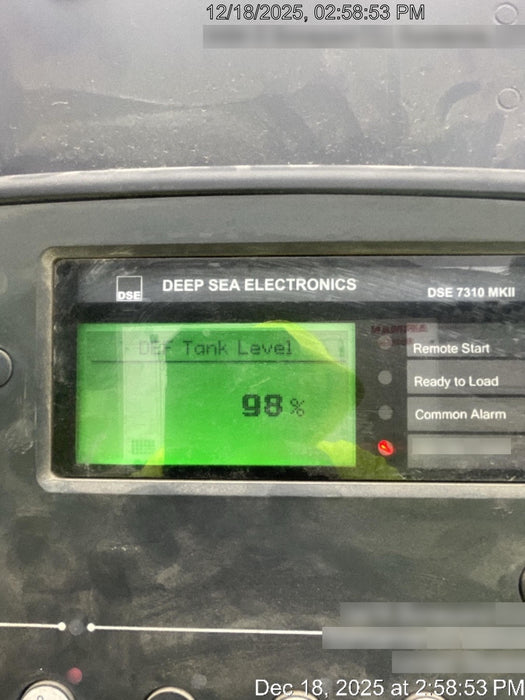 12/18/2025, 02:58:53 PM
DSE
DEEP SEA ELECTRONICS
DSE 7310 MKII
DEF Tank Level
98 %
Remote Start
Ready to Load
Common Alarm
Dec 18, 2025 at 2:58:53 PM